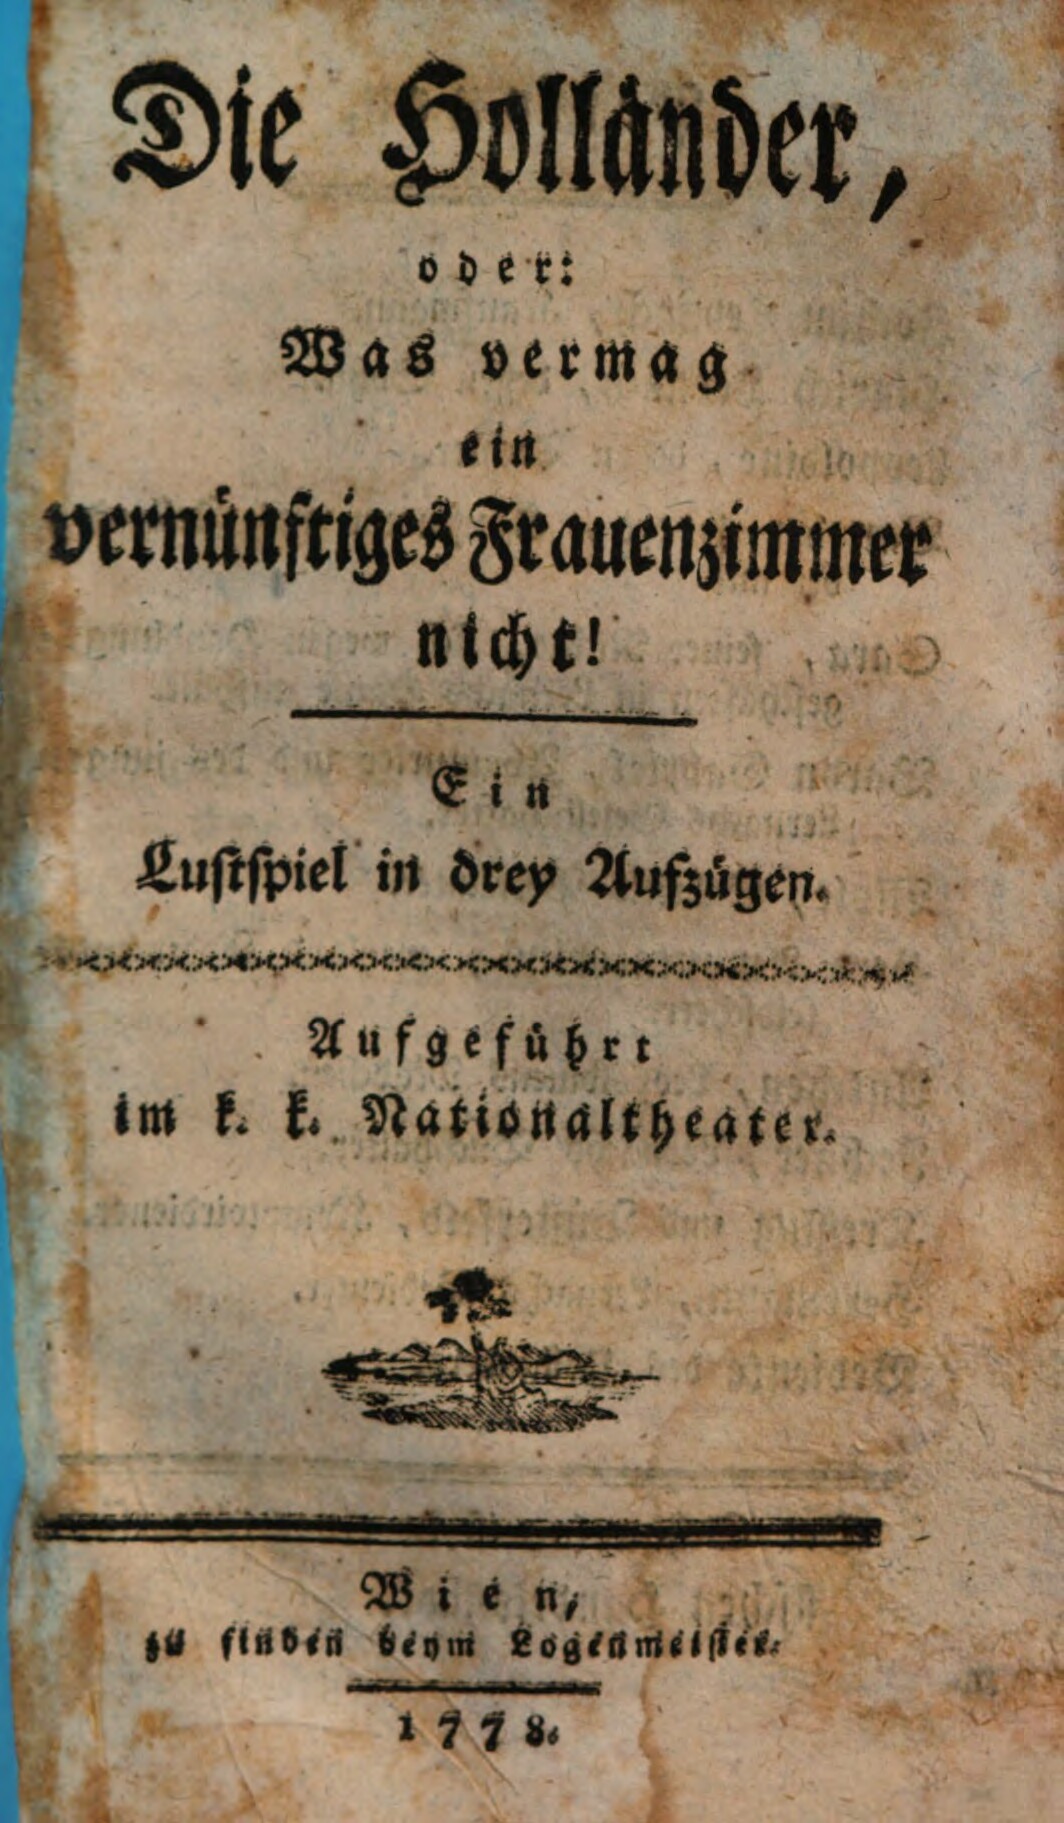 Die Holländer,
oder:
Was vermag
ein
vernünftiges Frauenzimmer
nicht!
Ein
Lustspiel in drey Aufzügen.
Aufgeführt
im k. k. Nationaltheater.
Wien,
zu finden beym Logenmeister.
1778.